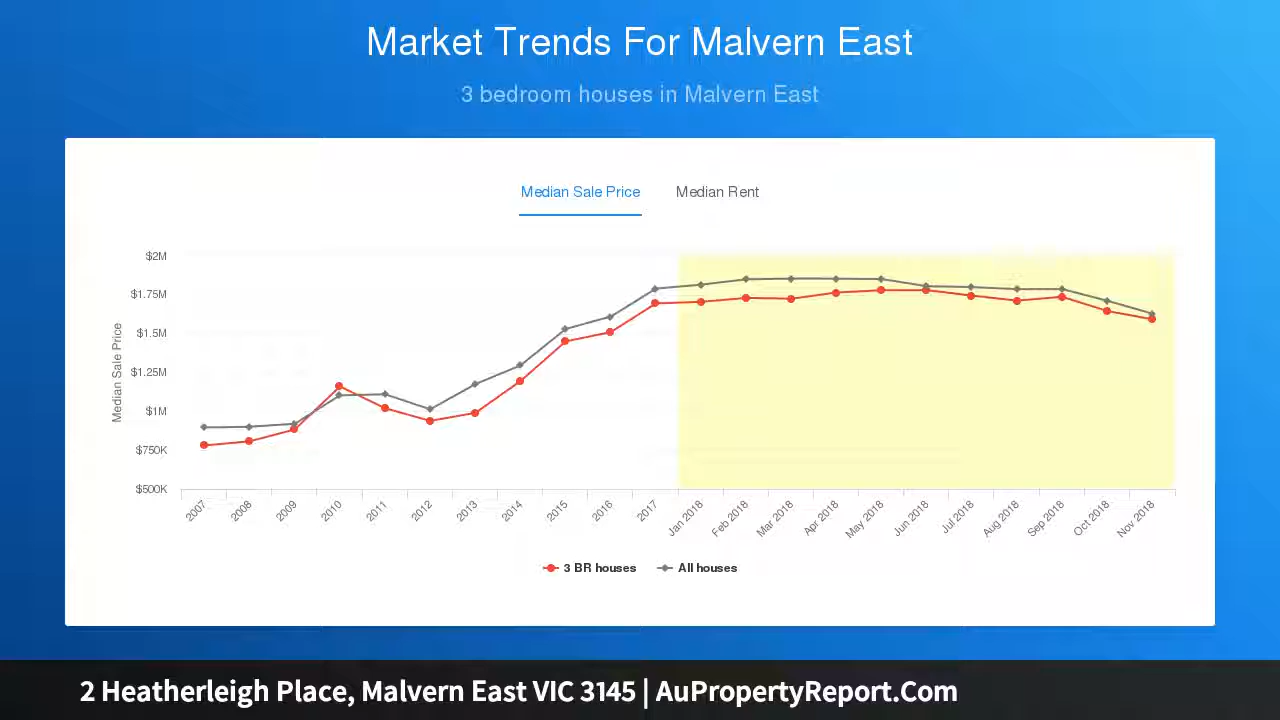 Market Trends For Malvern East
3 bedroom houses in Malvern East
Median Sale Price Median Rent
Median Sale Price
$2M
$1.75M
$1.5M
$1.25M
$1M
$750K
$500K
2007 2008 2009 2010 2011 2012 2013 2014 2015 2016 2017 Jan 2018 Feb 2018 Mar 2018 Apr 2018 May 2018 Jun 2018 Jul 2018 Aug 2018 Sep 2018 Oct 2018 Nov 2018
3 BR houses All houses
2 Heatherleigh Place, Malvern East VIC 3145 | AuPropertyReport.Com